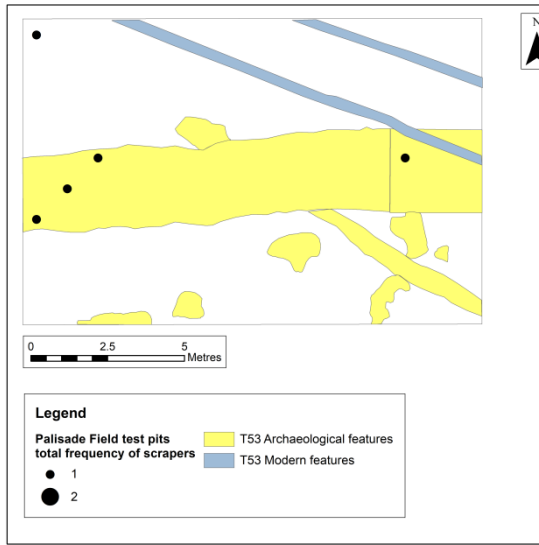 N
0 2.5 5
Metres
Legend
Palisade Field test pits
total frequency of scrapers
1
2
T53 Archaeological features
T53 Modern features